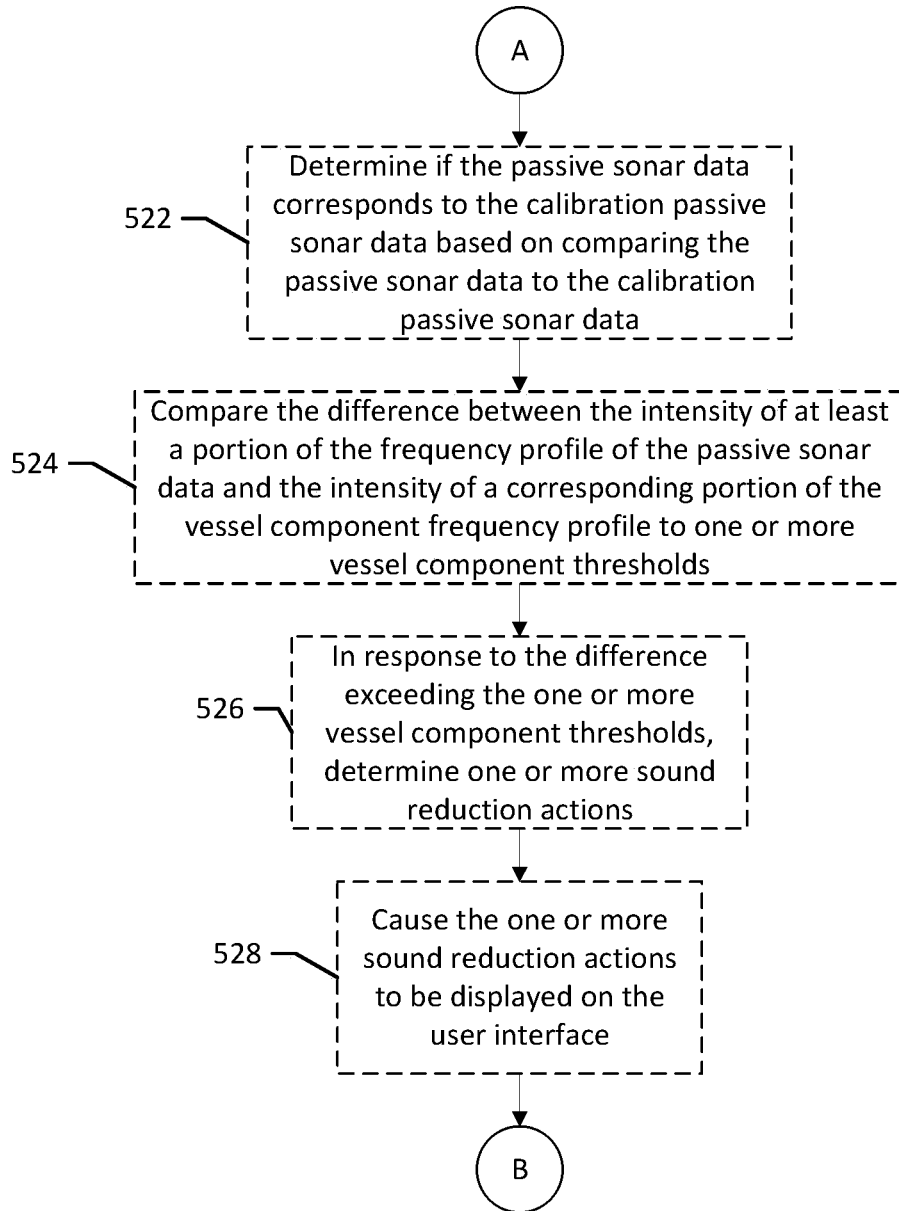 A
Determine if the passive sonar data
corresponds to the calibration passive
sonar data based on comparing the
passive sonar data to the calibration
passive sonar data
522
Compare the difference between the intensity of at least
a portion of the frequency profile of the passive sonar
data and the intensity of a corresponding portion of the
vessel component frequency profile to one or more
vessel component thresholds
524
In response to the difference
exceeding the one or more
vessel component thresholds,
determine one or more sound
reduction actions
526
Cause the one or more
sound reduction actions
to be displayed on the
user interface
528
B